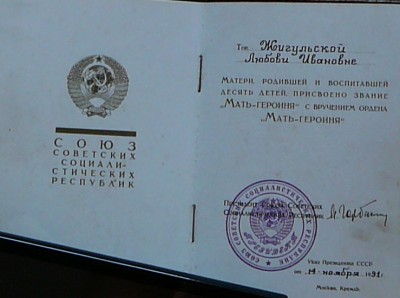 СОЮЗ
СОВЕТСКИХ
СОЦИАЛИ-
СТИЧЕСКИХ
РЕСПУБЛИК
Тов. Жигульской
Любови Ивановне
Матери, родившей и воспитавшей
десять детей, присвоено звание
„Мать-героиня“ с вручением ордена
„Мать-героиня“
Президент Союза Советских
Социалистических Республик
Указ Президента СССР
от „14“ ноября 1991 г.
Москва, Кремль.